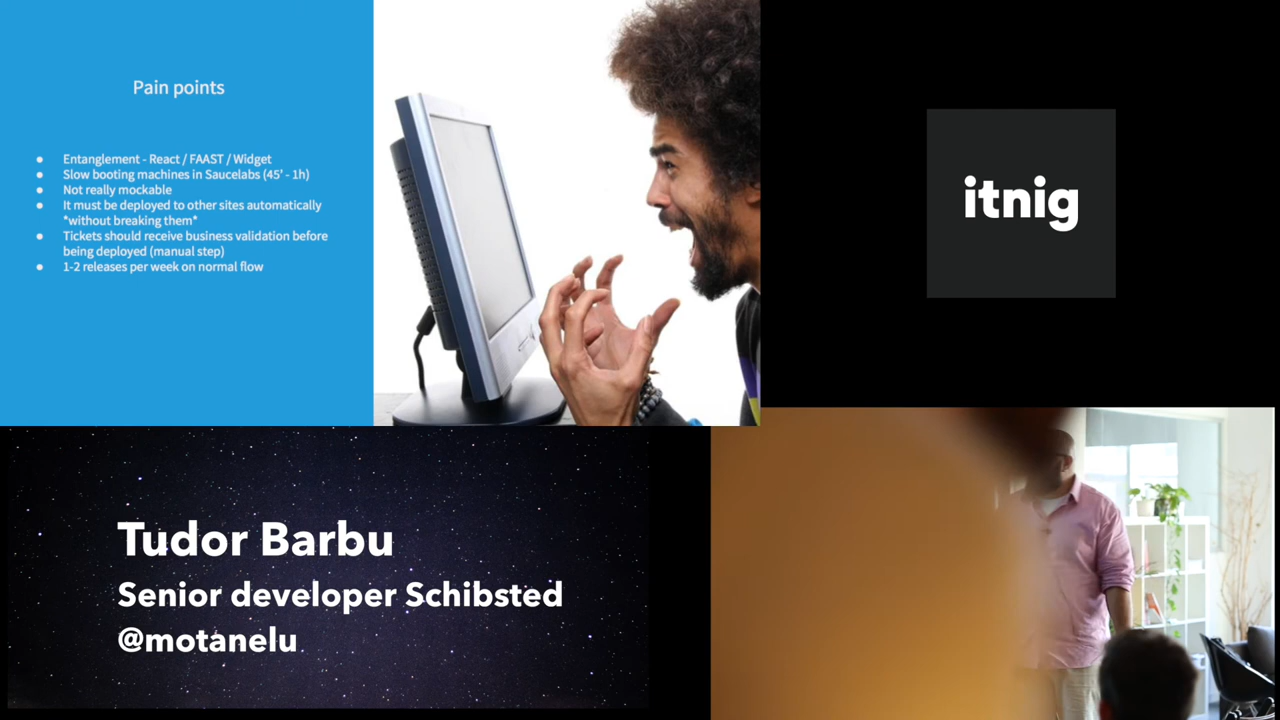 Pain points
● Entanglement - React / FAAST / Widget
● Slow booting machines in Saucelabs (45' - 1h)
● Not really mockable
● It must be deployed to other sites automatically
*without breaking them*
● Tickets should receive business validation before
being deployed (manual step)
● 1-2 releases per week on normal flow
itnig
Tudor Barbu
Senior developer Schibsted
@motanelu